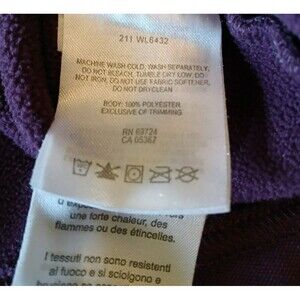 211 WL6432
MACHINE WASH COLD, WASH SEPARATELY,
DO NOT BLEACH, TUMBLE DRY LOW, DO
NOT IRON, DO NOT USE FABRIC SOFTENER,
DO NOT DRYCLEAN
BODY: 100% POLYESTER
EXCLUSIVE OF TRIMMING
RN 69724
CA 05367
une forte chaleur, des
flammes ou des étincelles.
I tessuti non sono resistenti
al fuoco e si sciolgono e